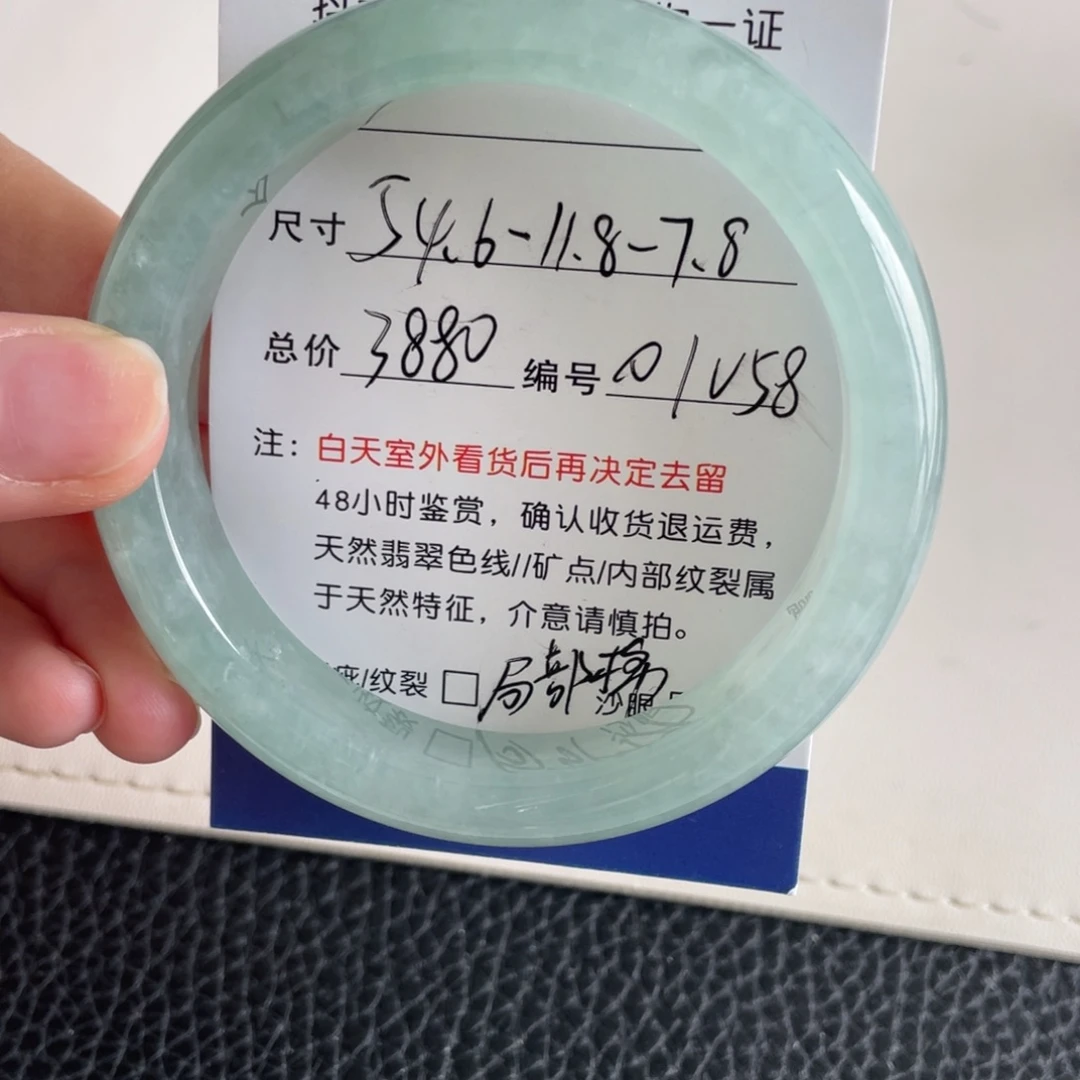 一证
尺寸 54.6-11.8-7.8
总价 3880 编号 01V58
注：白天室外看货后再决定去留
48小时鉴赏，确认收货退运费，
天然翡翠色线//矿点/内部纹裂属
于天然特征，介意请慎拍。
/纹裂 □ 局部棉